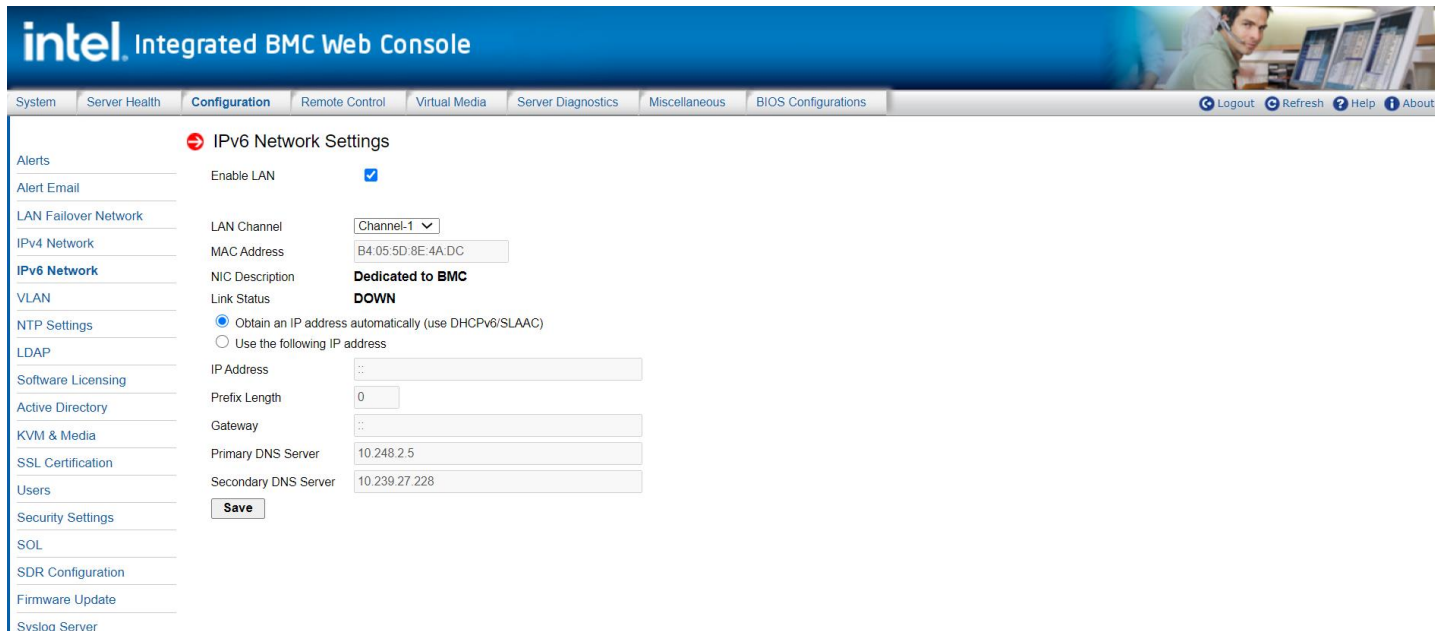 intel. Integrated BMC Web Console
System Server Health Configuration Remote Control Virtual Media Server Diagnostics Miscellaneous BIOS Configurations Logout Refresh Help About
Alerts
Alert Email
LAN Failover Network
IPv4 Network
IPv6 Network
VLAN
NTP Settings
LDAP
Software Licensing
Active Directory
KVM & Media
SSL Certification
Users
Security Settings
SOL
SDR Configuration
Firmware Update
Syslog Server
IPv6 Network Settings
Enable LAN
LAN Channel Channel-1
MAC Address B4:05:5D:8E:4A:DC
NIC Description Dedicated to BMC
Link Status DOWN
Obtain an IP address automatically (use DHCPv6/SLAAC)
Use the following IP address
IP Address ::
Prefix Length 0
Gateway ::
Primary DNS Server 10.248.2.5
Secondary DNS Server 10.239.27.228
Save